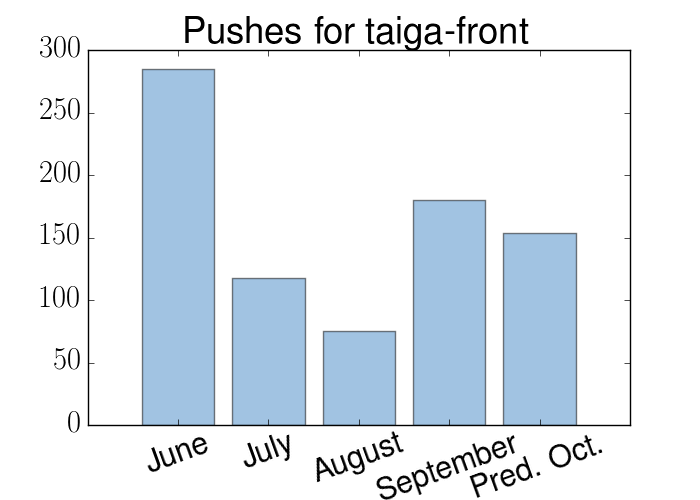 Pushes for taiga-front
300
250
200
150
100
50
0
June
July
August
September
Pred. Oct.